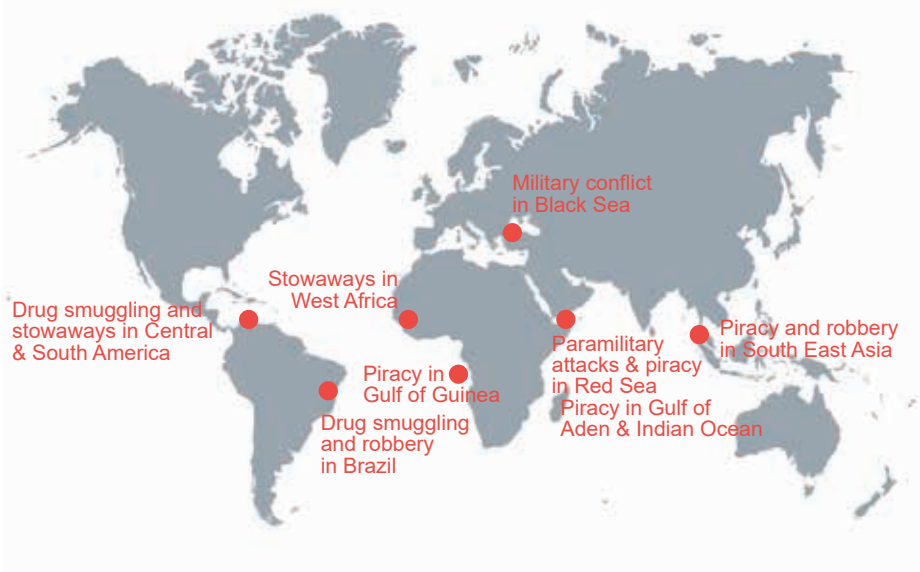 Military conflict
in Black Sea
Stowaways in
West Africa
Drug smuggling and
stowaways in Central
& South America
Piracy and robbery
in South East Asia
Paramilitary
attacks & piracy
in Red Sea
Piracy in Gulf of
Aden & Indian Ocean
Piracy in
Gulf of Guinea
Drug smuggling
and robbery
in Brazil